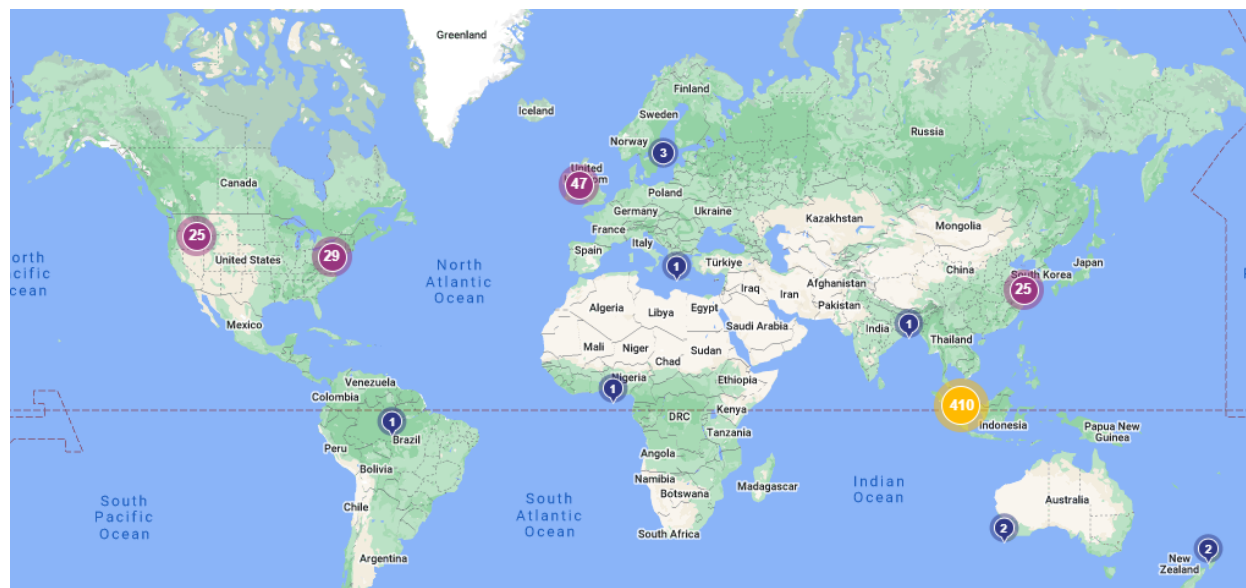 Greenland
Iceland
Finland
Sweden
Norway
Russia
3
United
47
Canada
Poland
Germany
Ukraine
France
Kazakhstan
Mongolia
25
29
United States
Italy
Spain
Türkiye
North
Atlantic
Ocean
1
China
Japan
South Korea
25
Iraq
Iran
Afghanistan
Pakistan
Algeria
Libya
Egypt
Saudi Arabia
Mexico
India
1
Thailand
Mali
Niger
Chad
Sudan
Nigeria
1
Ethiopia
Venezuela
Colombia
410
Indonesia
Papua New
Guinea
DRC
Kenya
Tanzania
1
Brazil
Peru
Bolivia
Angola
Namibia
Botswana
Madagascar
Indian
Ocean
Australia
South
Pacific
Ocean
Chile
South
Atlantic
Ocean
South Africa
Argentina
2
2
New
Zealand